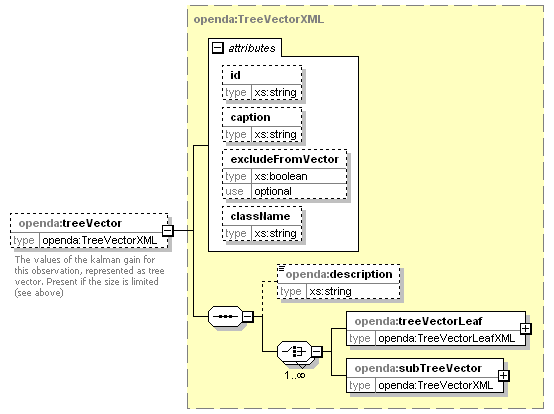 openda:TreeVectorXML
attributes
id
type xs:string
caption
type xs:string
excludeFromVector
type xs:boolean
use optional
className
type xs:string
openda:treeVector
type openda:TreeVectorXML
The values of the kalman gain for
this observation, represented as tree
vector. Present if the size is limited
(see above)
openda:description
type xs:string
openda:treeVectorLeaf
type openda:TreeVectorLeafXML
1..∞
openda:subTreeVector
type openda:TreeVectorXML